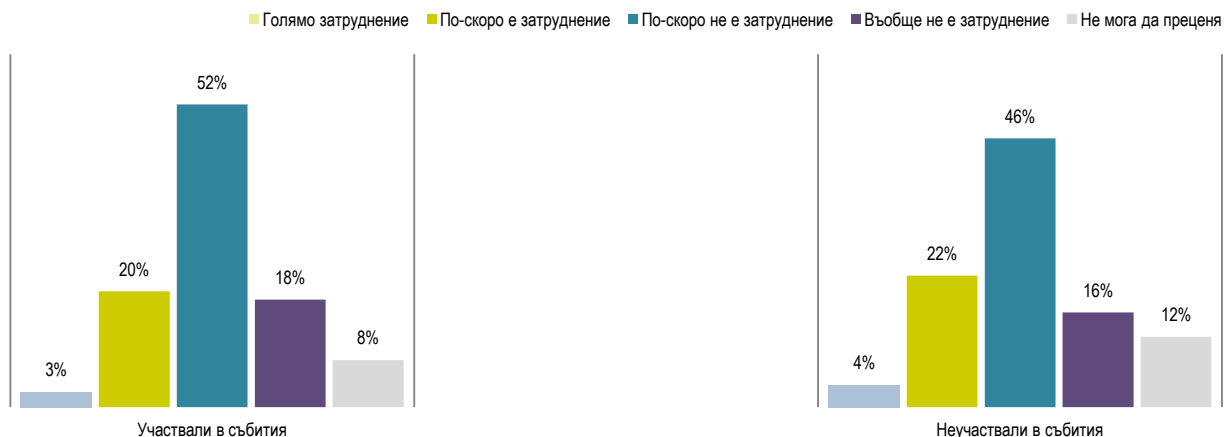 Голямо затруднение По-скоро е затруднение По-скоро не е затруднение Въобще не е затруднение Не мога да преценя
3% 20% 52% 18% 8%
Участвали в събития
4% 22% 46% 16% 12%
Неучаствали в събития